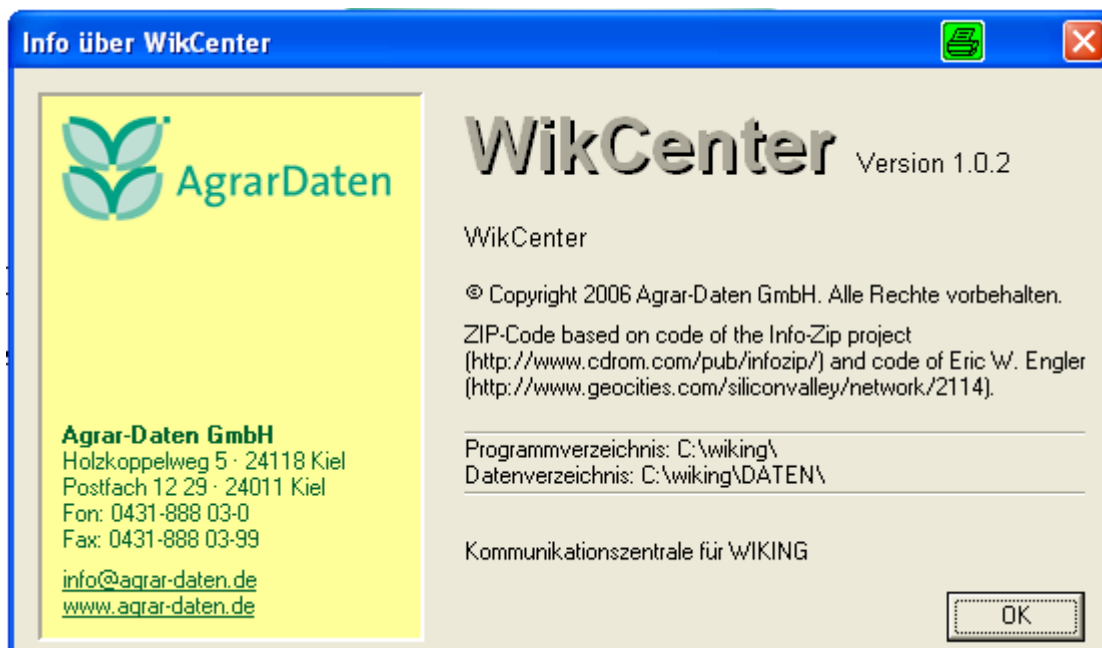 Info über WikCenter
AgrarDaten
Agrar-Daten GmbH
Holzkoppelweg 5 · 24118 Kiel
Postfach 12 29 · 24011 Kiel
Fon: 0431-888 03-0
Fax: 0431-888 03-99
info@agrar-daten.de
www.agrar-daten.de
WikCenter Version 1.0.2
WikCenter
© Copyright 2006 Agrar-Daten GmbH. Alle Rechte vorbehalten.
ZIP-Code based on code of the Info-Zip project
(http://www.cdrom.com/pub/infozip/) and code of Eric W. Engler
(http://www.geocities.com/siliconvalley/network/2114).
Programmverzeichnis: C:\wiking\
Datenverzeichnis: C:\wiking\DATEN\
Kommunikationszentrale für WIKING
OK